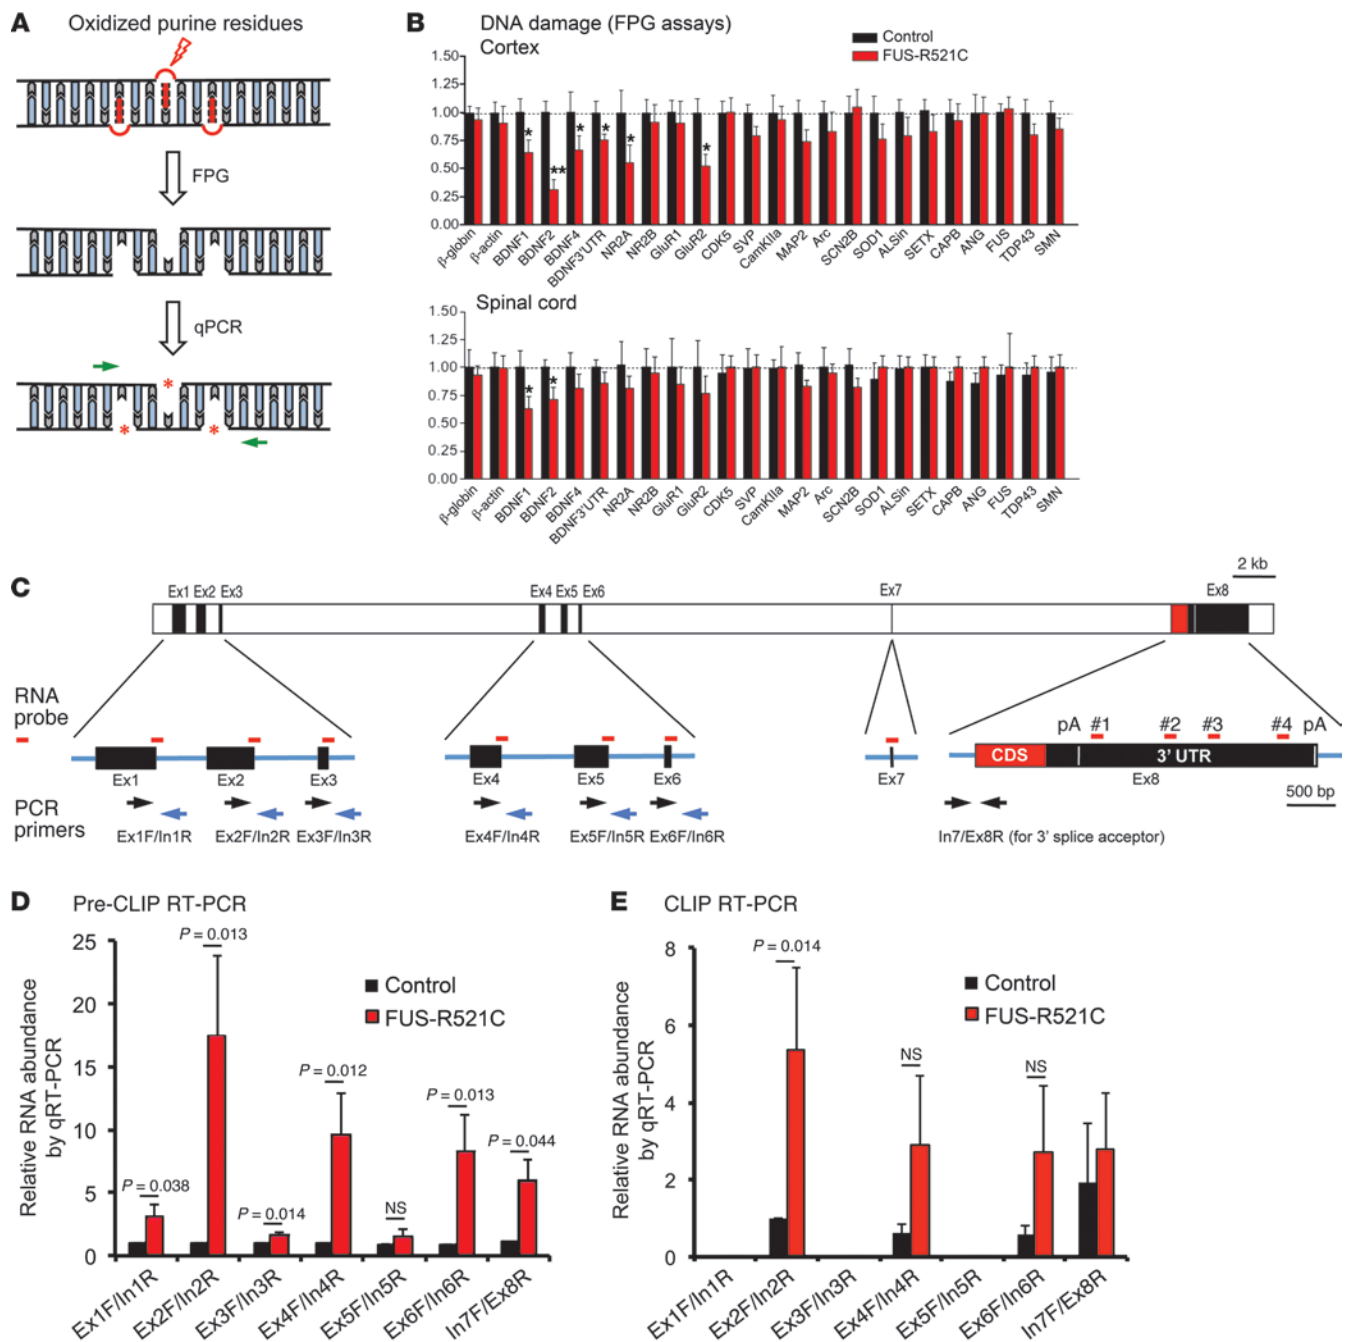 A
Oxidized purine residues
FPG
qPCR
*
*
*
B
DNA damage (FPG assays)
Cortex
Control
FUS-R521C
1.50
1.25
1.00
0.75
0.50
0.25
0.00
*
**
*
*
*
*
β-globin
β-actin
BDNF1
BDNF2
BDNF4
BDNF3'UTR
NR2A
NR2B
GluR1
GluR2
CDK5
SVP
CamKIIa
MAP2
Arc
SCN2B
SOD1
ALSin
SETX
CAPB
ANG
FUS
TDP43
SMN
Spinal cord
1.50
1.25
1.00
0.75
0.50
0.25
0.00
*
*
β-globin
β-actin
BDNF1
BDNF2
BDNF4
BDNF3'UTR
NR2A
NR2B
GluR1
GluR2
CDK5
SVP
CamKIIa
MAP2
Arc
SCN2B
SOD1
ALSin
SETX
CAPB
ANG
FUS
TDP43
SMN
C
2 kb
Ex1 Ex2 Ex3
Ex4 Ex5 Ex6
Ex7
Ex8
RNA
probe
pA #1 #2 #3 #4 pA
CDS
3' UTR
Ex1
Ex2
Ex3
Ex4
Ex5
Ex6
Ex7
Ex8
PCR
primers
500 bp
Ex1F/In1R
Ex2F/In2R
Ex3F/In3R
Ex4F/In4R
Ex5F/In5R
Ex6F/In6R
In7/Ex8R (for 3' splice acceptor)
D
Pre-CLIP RT-PCR
Relative RNA abundance
by qRT-PCR
25
20
15
10
5
0
P = 0.038
P = 0.013
P = 0.014
P = 0.012
NS
P = 0.013
P = 0.044
Control
FUS-R521C
Ex1F/In1R
Ex2F/In2R
Ex3F/In3R
Ex4F/In4R
Ex5F/In5R
Ex6F/In6R
In7F/Ex8R
E
CLIP RT-PCR
Relative RNA abundance
by qRT-PCR
8
6
4
2
0
P = 0.014
NS
NS
Control
FUS-R521C
Ex1F/In1R
Ex2F/In2R
Ex3F/In3R
Ex4F/In4R
Ex5F/In5R
Ex6F/In6R
In7F/Ex8R